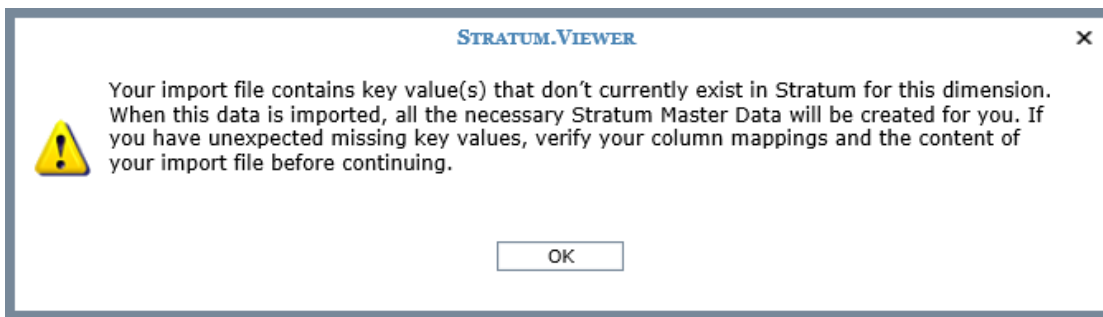 STRATUM.VIEWER
Your import file contains key value(s) that don't currently exist in Stratum for this dimension.
When this data is imported, all the necessary Stratum Master Data will be created for you. If
you have unexpected missing key values, verify your column mappings and the content of
your import file before continuing.
OK